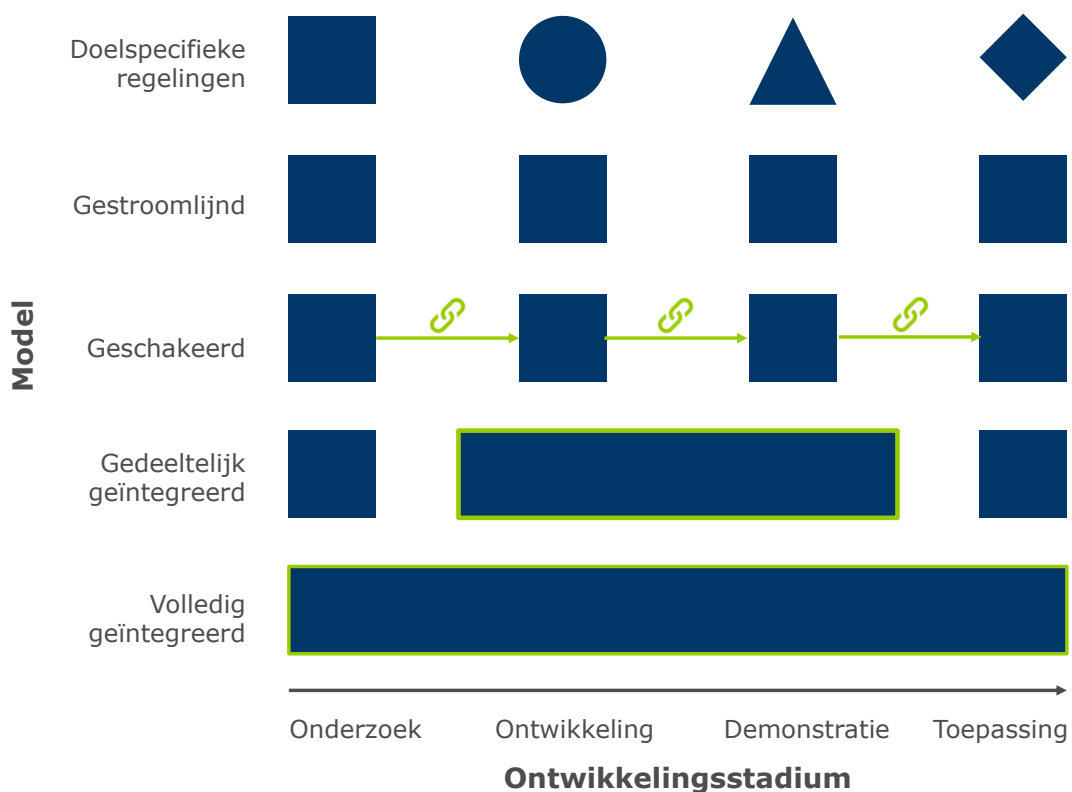 Doelspecifieke
regelingen
Gestroomlijnd
Geschakeerd
Gedeeltelijk
geïntegreerd
Volledig
geïntegreerd
Model
Onderzoek
Ontwikkeling
Demonstratie
Toepassing
Ontwikkelingsstadium